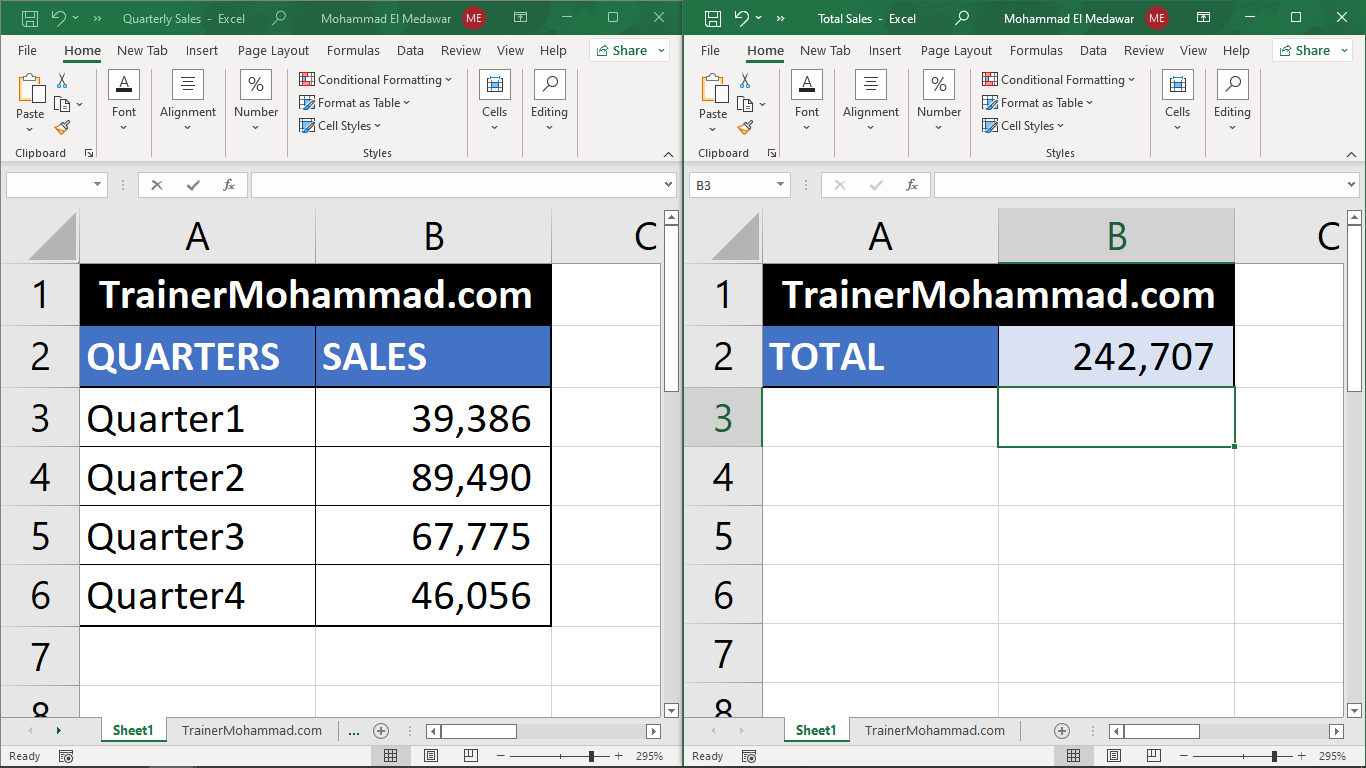 Quarterly Sales - Excel
Mohammad El Medawar
ME
File Home New Tab Insert Page Layout Formulas Data Review View Help Share
Paste
Clipboard
Font
Alignment
%
Number
Conditional Formatting
Format as Table
Cell Styles
Styles
Cells
Editing
fx
A B C
1 TrainerMohammad.com
2 QUARTERS SALES
3 Quarter1 39,386
4 Quarter2 89,490
5 Quarter3 67,775
6 Quarter4 46,056
7
8
Sheet1 TrainerMohammad.com ...
Ready
295%
Total Sales - Excel
Mohammad El Medawar
ME
File Home New Tab Insert Page Layout Formulas Data Review View Help Share
Paste
Clipboard
Font
Alignment
%
Number
Conditional Formatting
Format as Table
Cell Styles
Styles
Cells
Editing
B3
fx
A B C
1 TrainerMohammad.com
2 TOTAL 242,707
3
4
5
6
7
8
Sheet1 TrainerMohammad.com
Ready
295%